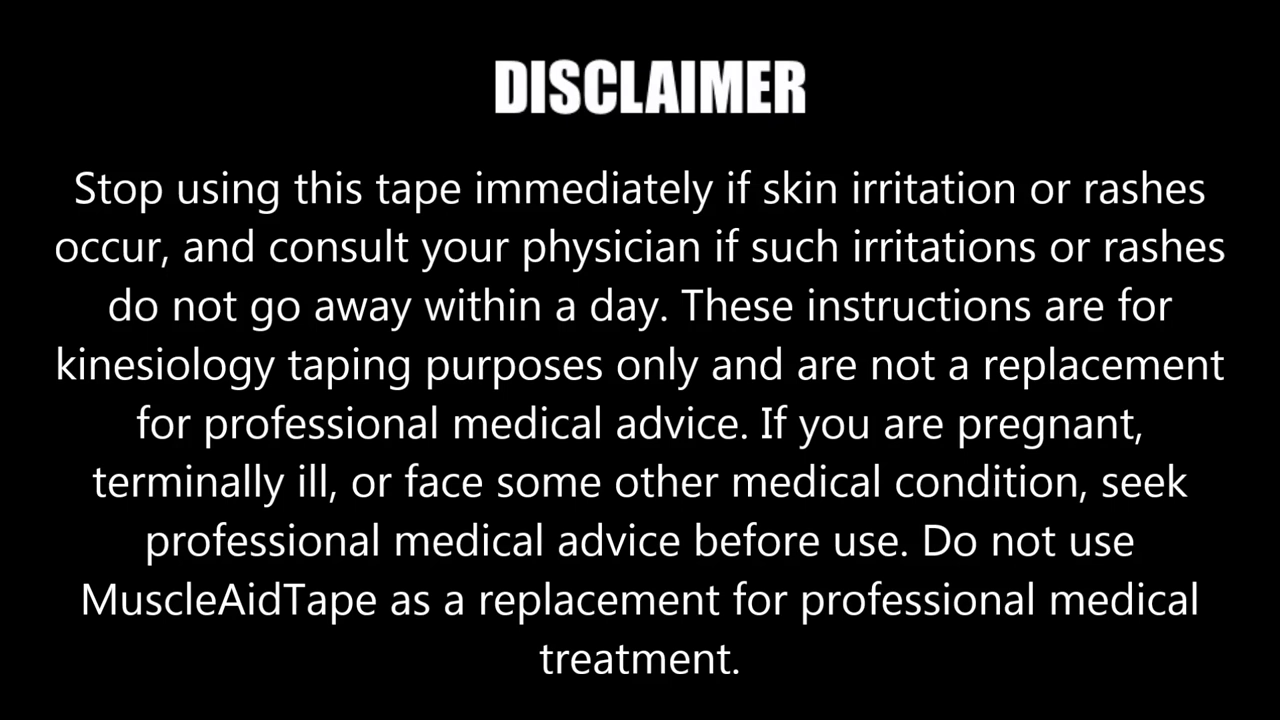 DISCLAIMER
Stop using this tape immediately if skin irritation or rashes
occur, and consult your physician if such irritations or rashes
do not go away within a day. These instructions are for
kinesiology taping purposes only and are not a replacement
for professional medical advice. If you are pregnant,
terminally ill, or face some other medical condition, seek
professional medical advice before use. Do not use
MuscleAidTape as a replacement for professional medical
treatment.